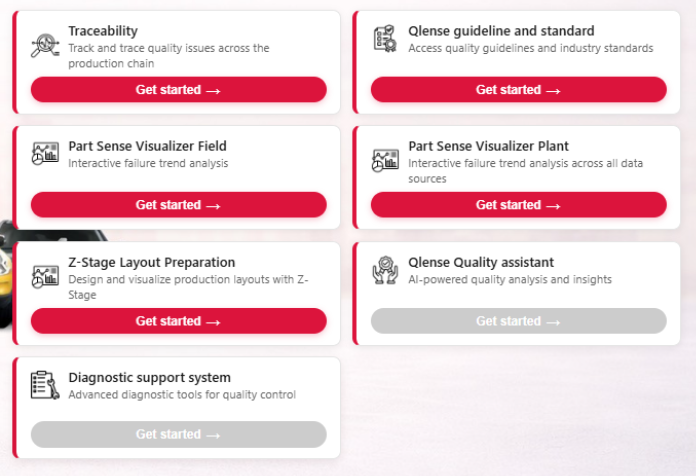 Traceability
Track and trace quality issues across the
production chain
Get started →
Qlense guideline and standard
Access quality guidelines and industry standards
Get started →
Part Sense Visualizer Field
Interactive failure trend analysis
Get started →
Part Sense Visualizer Plant
Interactive failure trend analysis across all data
sources
Get started →
Z-Stage Layout Preparation
Design and visualize production layouts with Z-
Stage
Get started →
Qlense Quality assistant
AI-powered quality analysis and insights
Get started →
Diagnostic support system
Advanced diagnostic tools for quality control
Get started →